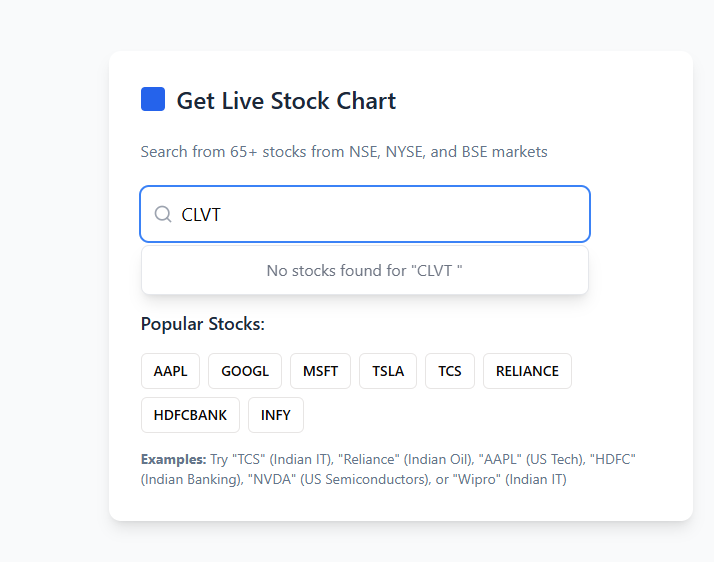 Get Live Stock Chart
Search from 65+ stocks from NSE, NYSE, and BSE markets
CLVT
No stocks found for "CLVT "
Popular Stocks:
AAPL GOOGL MSFT TSLA TCS RELIANCE
HDFCBANK INFY
Examples: Try "TCS" (Indian IT), "Reliance" (Indian Oil), "AAPL" (US Tech), "HDFC"
(Indian Banking), "NVDA" (US Semiconductors), or "Wipro" (Indian IT)